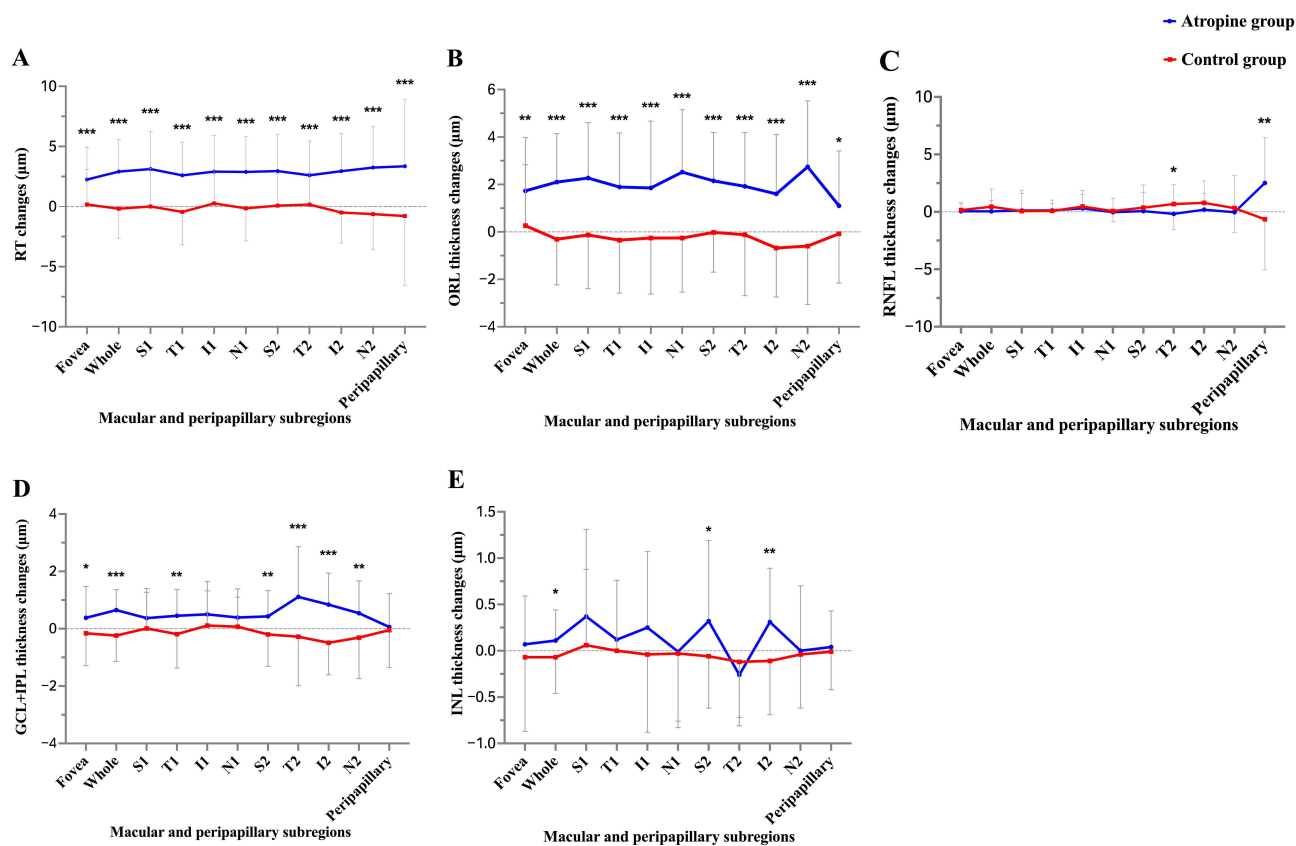 Atropine group
Control group
A
RT changes (μm)
10
5
0
−5
−10
*** *** *** *** *** *** *** *** *** *** ***
Fovea Whole S1 T1 I1 N1 S2 T2 I2 N2 Peripapillary
Macular and peripapillary subregions
B
ORL thickness changes (μm)
6
4
2
0
−2
−4
** *** *** *** *** *** *** *** *** *** *
Fovea Whole S1 T1 I1 N1 S2 T2 I2 N2 Peripapillary
Macular and peripapillary subregions
C
RNFL thickness changes (μm)
10
5
0
−5
−10
* **
Fovea Whole S1 T1 I1 N1 S2 T2 I2 N2 Peripapillary
Macular and peripapillary subregions
D
GCL+IPL thickness changes (μm)
4
2
0
−2
−4
* *** ** ** *** *** **
Fovea Whole S1 T1 I1 N1 S2 T2 I2 N2 Peripapillary
Macular and peripapillary subregions
E
INL thickness changes (μm)
1.5
1.0
0.5
0.0
−0.5
−1.0
* * **
Fovea Whole S1 T1 I1 N1 S2 T2 I2 N2 Peripapillary
Macular and peripapillary subregions